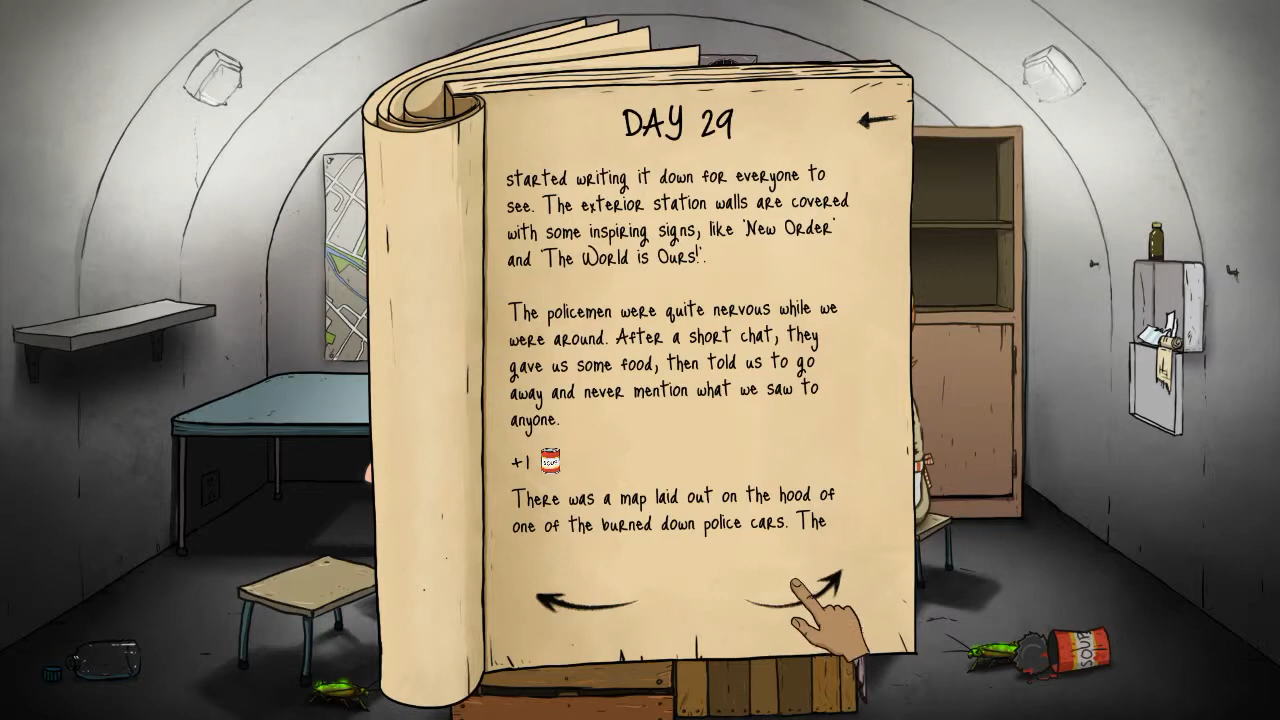 DAY 29
started writing it down for everyone to
see. The exterior station walls are covered
with some inspiring signs, like 'New Order'
and 'The World is Ours!'.
The policemen were quite nervous while we
were around. After a short chat, they
gave us some food, then told us to go
away and never mention what we saw to
anyone.
+1 SOUP
There was a map laid out on the hood of
one of the burned down police cars. The
SOUP